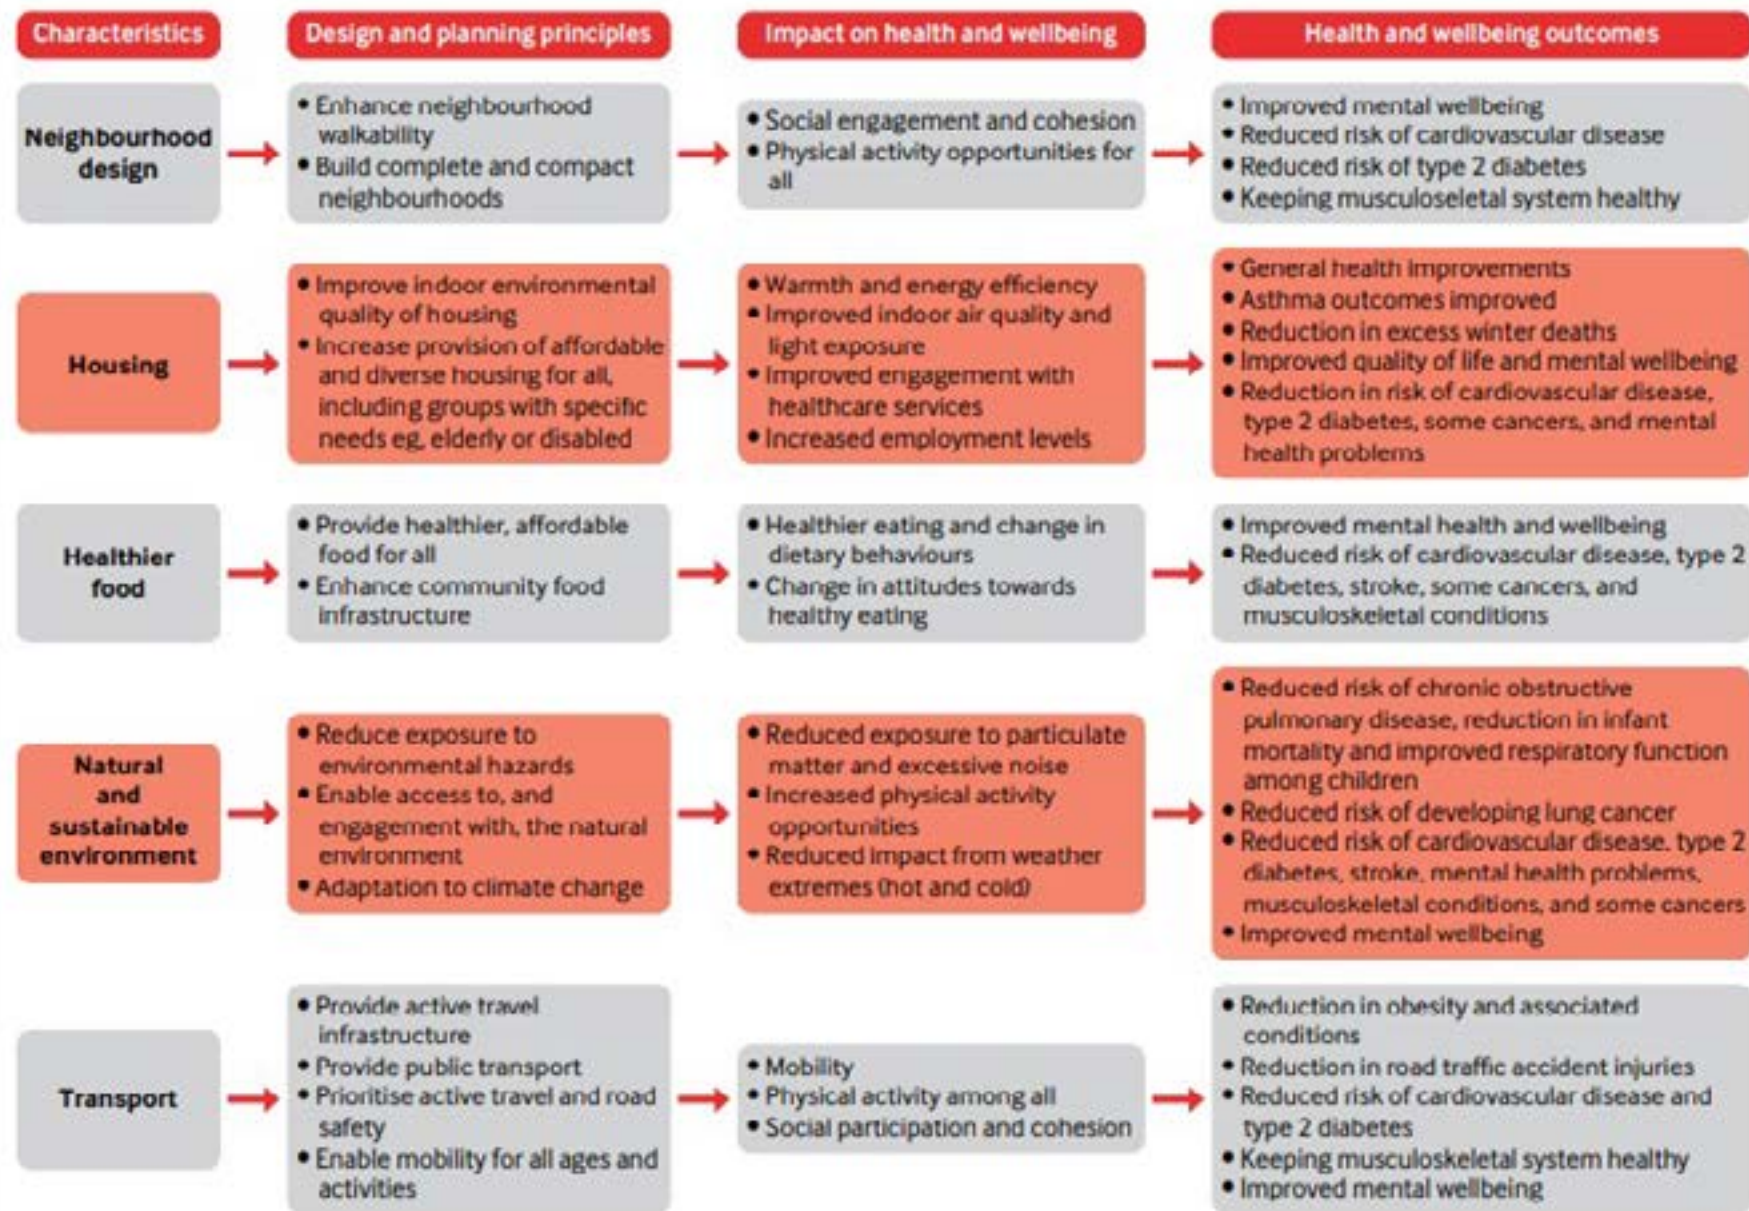 Characteristics
Design and planning principles
Impact on health and wellbeing
Health and wellbeing outcomes
Neighbourhood
design
• Enhance neighbourhood
walkability
• Build complete and compact
neighbourhoods
• Social engagement and cohesion
• Physical activity opportunities for
all
• Improved mental wellbeing
• Reduced risk of cardiovascular disease
• Reduced risk of type 2 diabetes
• Keeping musculoseletal system healthy
Housing
• Improve indoor environmental
quality of housing
• Increase provision of affordable
and diverse housing for all,
including groups with specific
needs eg, elderly or disabled
• Warmth and energy efficiency
• Improved indoor air quality and
light exposure
• Improved engagement with
healthcare services
• Increased employment levels
• General health improvements
• Asthma outcomes improved
• Reduction in excess winter deaths
• Improved quality of life and mental wellbeing
• Reduction in risk of cardiovascular disease,
type 2 diabetes, some cancers, and mental
health problems
Healthier
food
• Provide healthier, affordable
food for all
• Enhance community food
infrastructure
• Healthier eating and change in
dietary behaviours
• Change in attitudes towards
healthy eating
• Improved mental health and wellbeing
• Reduced risk of cardiovascular disease, type 2
diabetes, stroke, some cancers, and
musculoskeletal conditions
Natural
and
sustainable
environment
• Reduce exposure to
environmental hazards
• Enable access to, and
engagement with, the natural
environment
• Adaptation to climate change
• Reduced exposure to particulate
matter and excessive noise
• Increased physical activity
opportunities
• Reduced impact from weather
extremes (hot and cold)
• Reduced risk of chronic obstructive
pulmonary disease, reduction in infant
mortality and improved respiratory function
among children
• Reduced risk of developing lung cancer
• Reduced risk of cardiovascular disease, type 2
diabetes, stroke, mental health problems,
musculoskeletal conditions, and some cancers
• Improved mental wellbeing
Transport
• Provide active travel
infrastructure
• Provide public transport
• Prioritise active travel and road
safety
• Enable mobility for all ages and
activities
• Mobility
• Physical activity among all
• Social participation and cohesion
• Reduction in obesity and associated
conditions
• Reduction in road traffic accident injuries
• Reduced risk of cardiovascular disease and
type 2 diabetes
• Keeping musculoskeletal system healthy
• Improved mental wellbeing